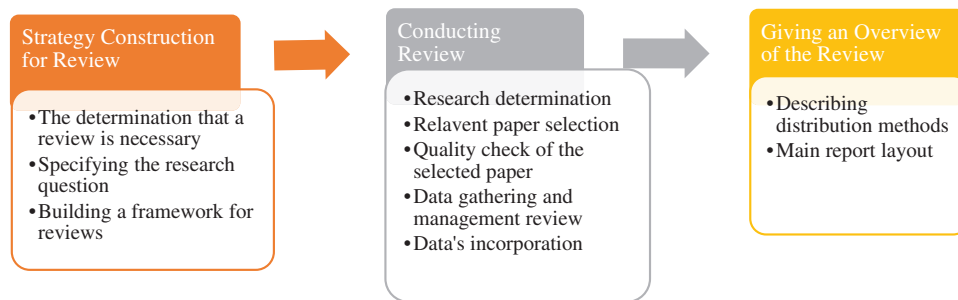 Strategy Construction
for Review
•The determination that a
review is necessary
•Specifying the research
question
•Building a framework for
reviews
Conducting
Review
•Research determination
•Relavent paper selection
•Quality check of the
selected paper
•Data gathering and
management review
•Data's incorporation
Giving an Overview
of the Review
•Describing
distribution methods
•Main report layout